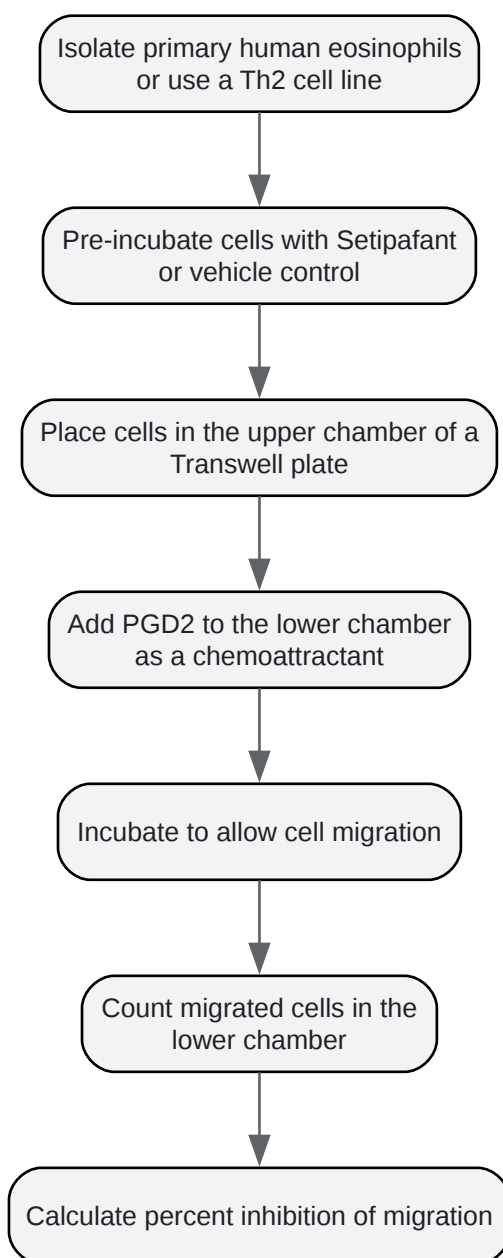 Isolate primary human eosinophils
or use a Th2 cell line
Pre-incubate cells with Setipafant
or vehicle control
Place cells in the upper chamber of a
Transwell plate
Add PGD2 to the lower chamber
as a chemoattractant
Incubate to allow cell migration
Count migrated cells in the
lower chamber
Calculate percent inhibition of migration